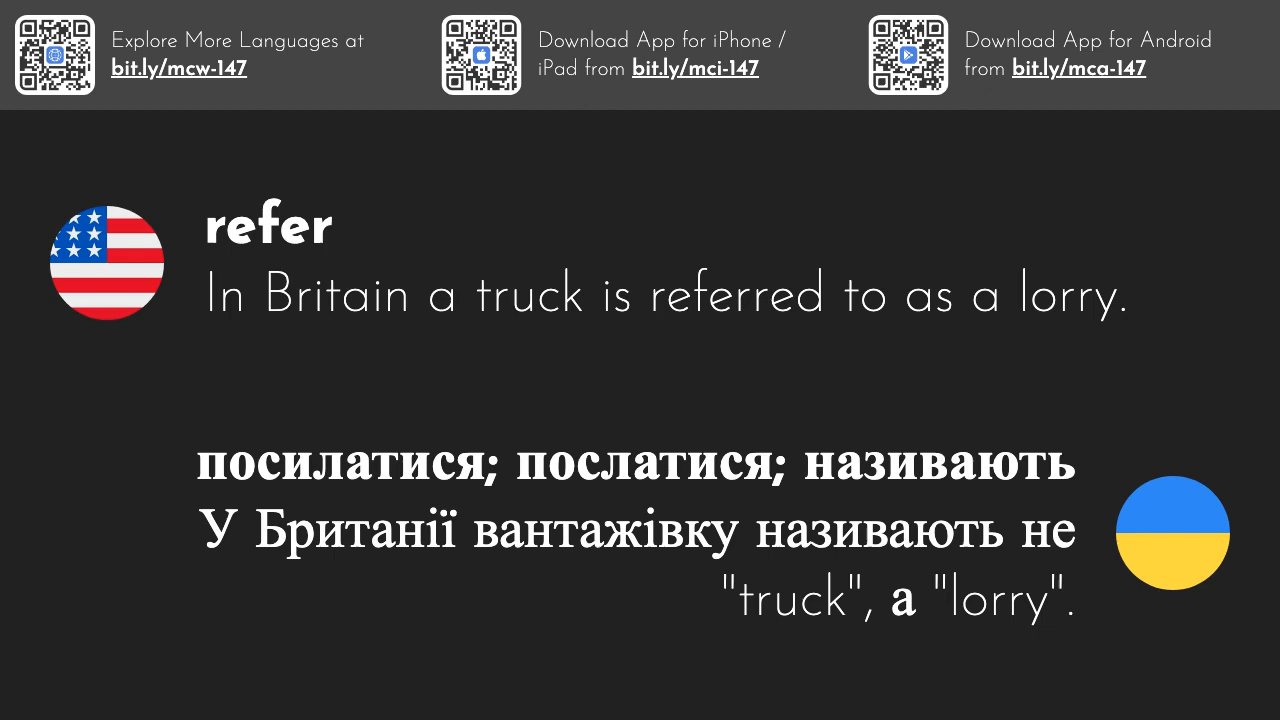 Explore More Languages at
bit.ly/mcw-147
Download App for iPhone /
iPad from bit.ly/mci-147
Download App for Android
from bit.ly/mca-147
refer
In Britain a truck is referred to as a lorry.
посилатися; послатися; називають
У Британії вантажівку називають не
"truck", а "lorry".